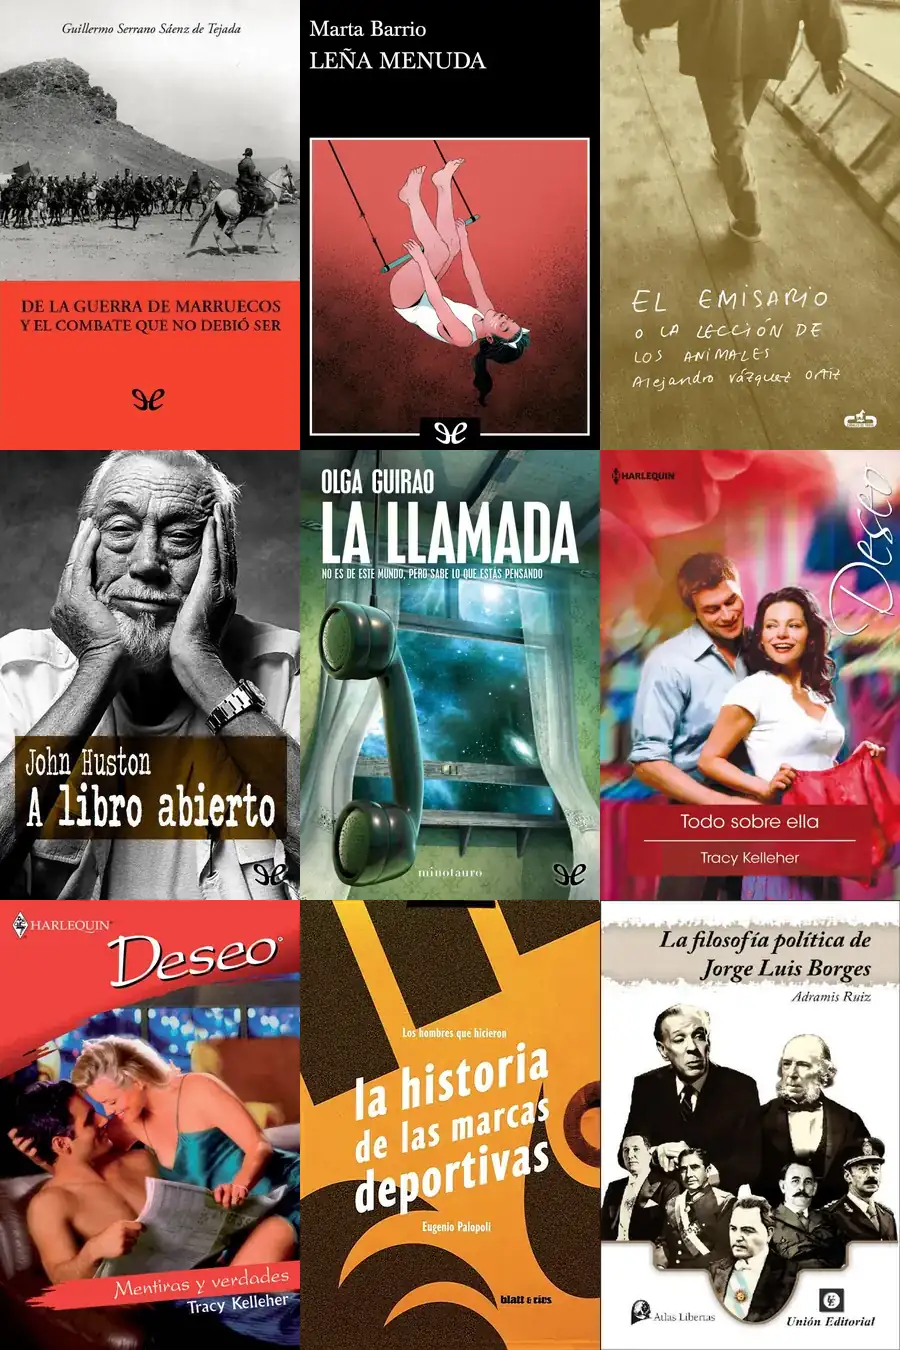 Guillermo Serrano Sáenz de Tejada
DE LA GUERRA DE MARRUECOS
Y EL COMBATE QUE NO DEBIÓ SER
Marta Barrio
LEÑA MENUDA
EL EMISARIO
O LA LECCIÓN DE
LOS ANIMALES
Alejandro Vázquez Ortiz
John Huston
A libro abierto
OLGA GUIRAO
LA LLAMADA
NO ES DE ESTE MUNDO, PERO SABE LO QUE ESTÁS PENSANDO
minotauro
HARLEQUIN
Deseo
Todo sobre ella
Tracy Kelleher
HARLEQUIN
Deseo
Mentiras y verdades
Tracy Kelleher
Los hombres que hicieron
la historia
de las marcas
deportivas
Eugenio Palopoli
blatt & ríos
La filosofía política de
Jorge Luis Borges
Adramis Ruiz
Atlas Libertas
Unión Editorial